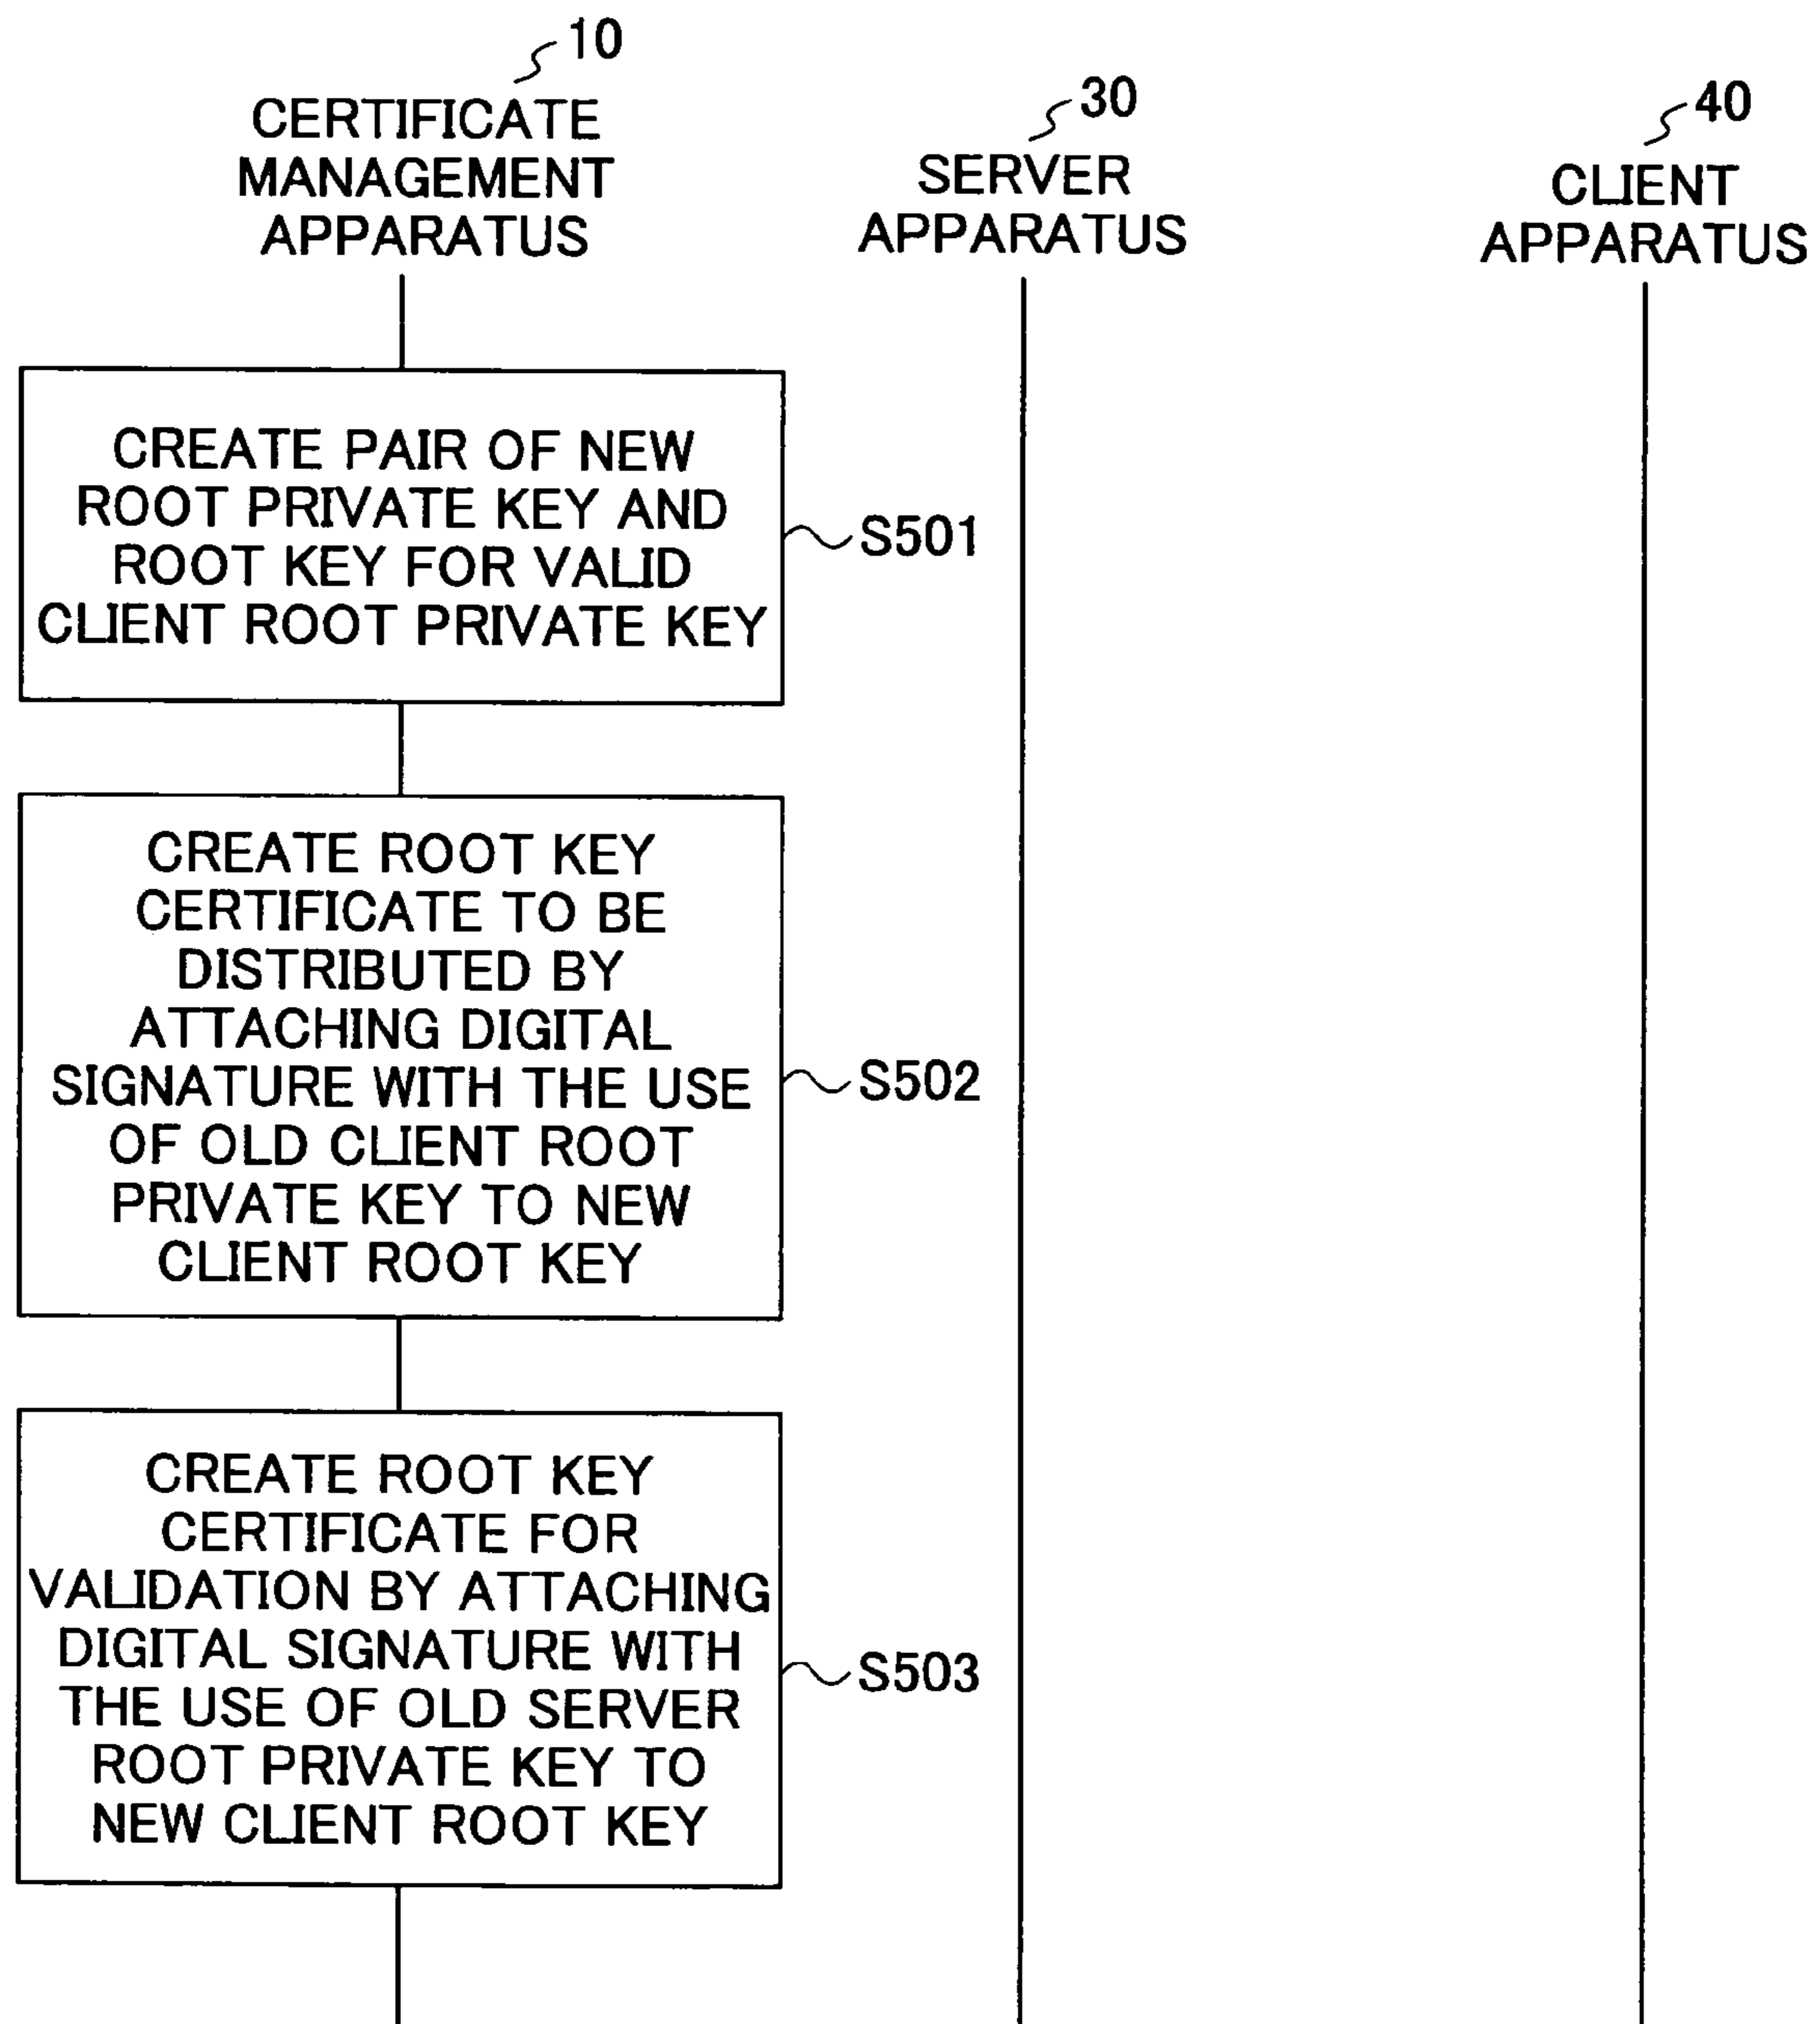 10
CERTIFICATE
MANAGEMENT
APPARATUS
30
SERVER
APPARATUS
40
CLIENT
APPARATUS
CREATE PAIR OF NEW
ROOT PRIVATE KEY AND
ROOT KEY FOR VALID
CLIENT ROOT PRIVATE KEY
S501
CREATE ROOT KEY
CERTIFICATE TO BE
DISTRIBUTED BY
ATTACHING DIGITAL
SIGNATURE WITH THE USE
OF OLD CLIENT ROOT
PRIVATE KEY TO NEW
CLIENT ROOT KEY
S502
CREATE ROOT KEY
CERTIFICATE FOR
VALIDATION BY ATTACHING
DIGITAL SIGNATURE WITH
THE USE OF OLD SERVER
ROOT PRIVATE KEY TO
NEW CLIENT ROOT KEY
S503